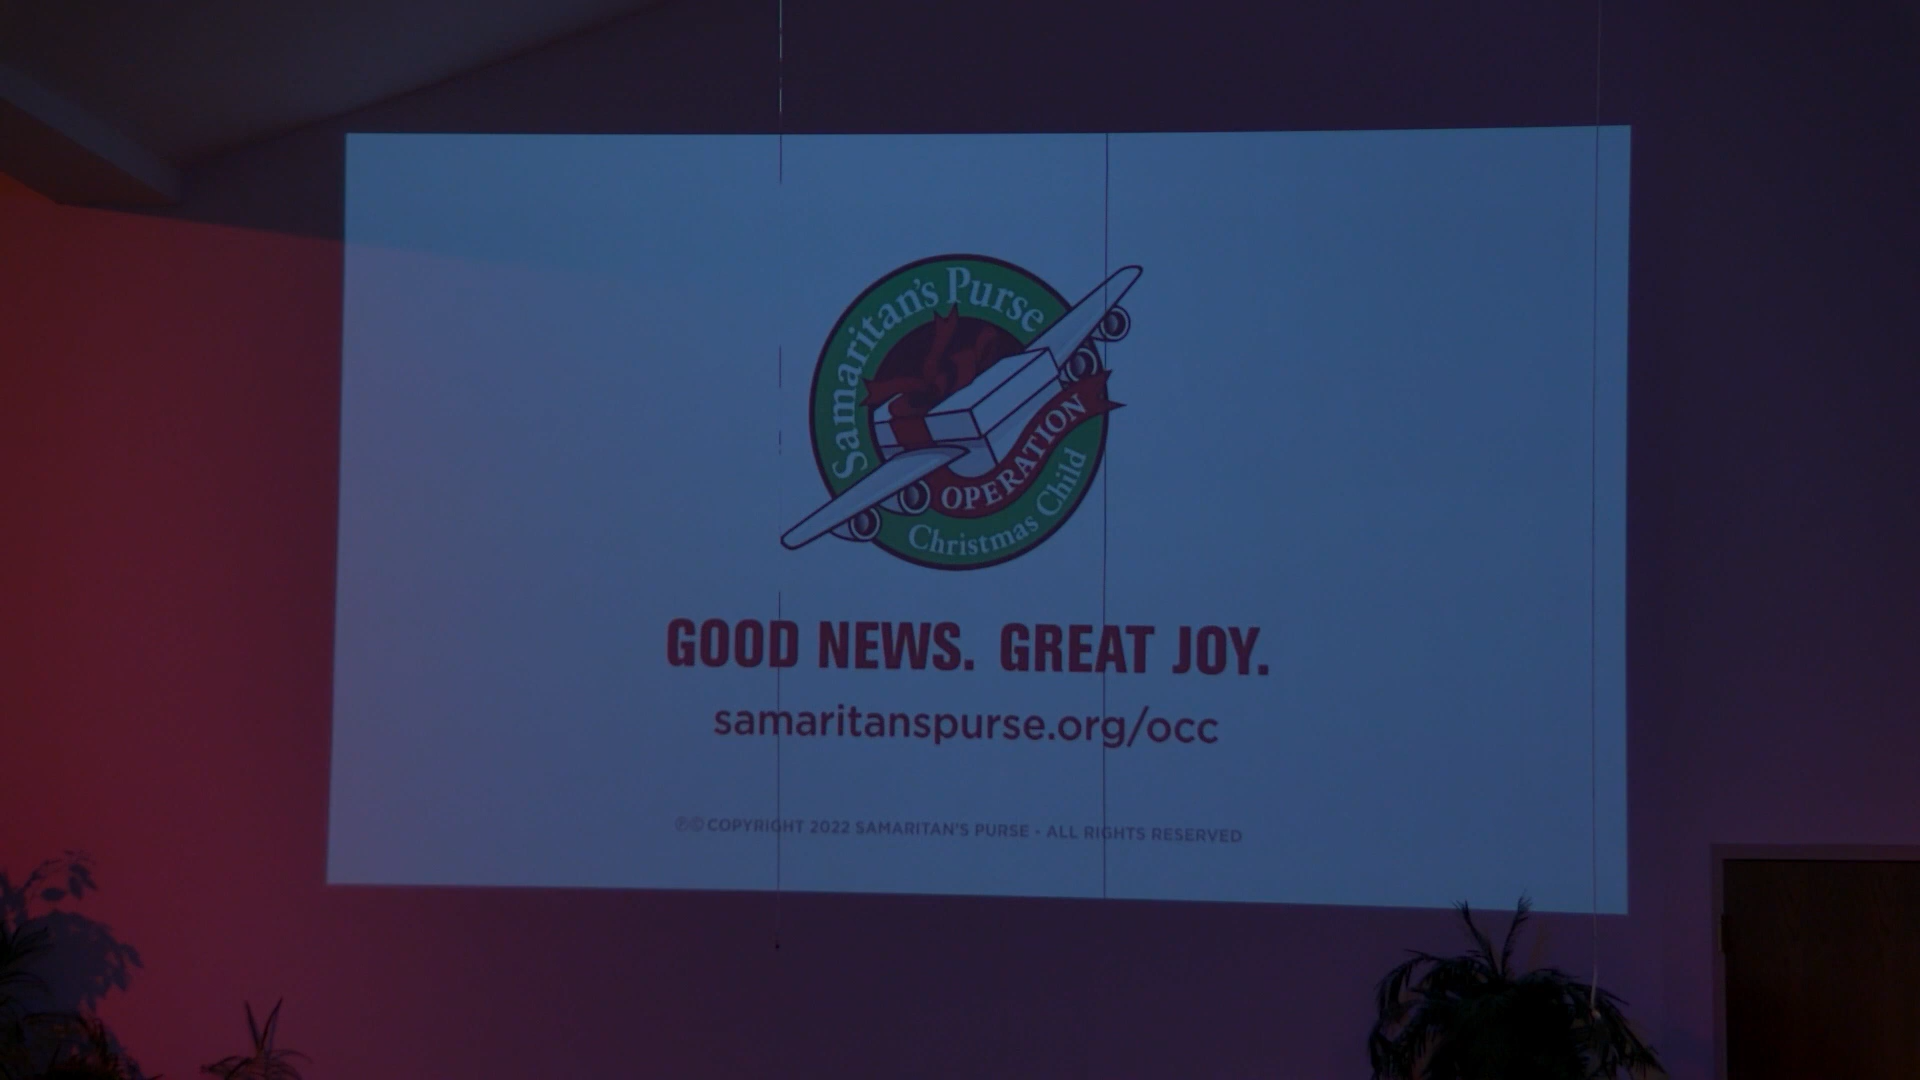 Samaritan's Purse
OPERATION
Christmas Child
GOOD NEWS. GREAT JOY.
samaritanspurse.org/occ
℗© COPYRIGHT 2022 SAMARITAN'S PURSE - ALL RIGHTS RESERVED